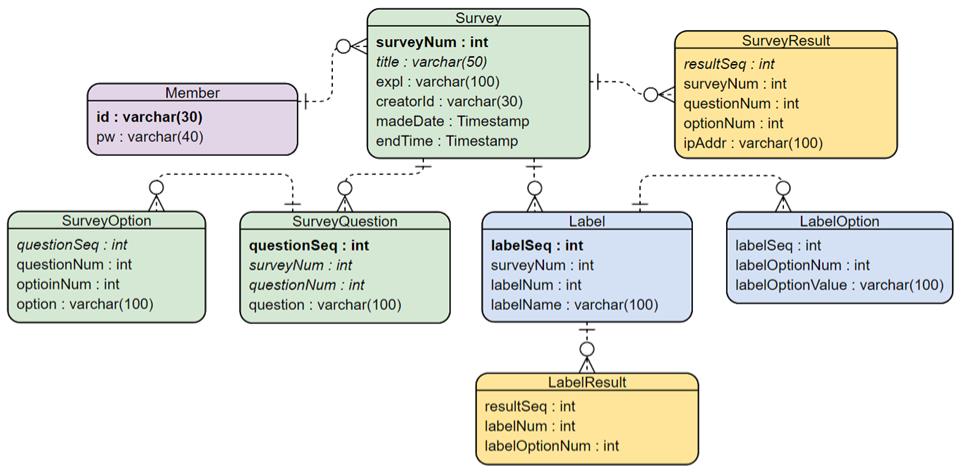 Survey
surveyNum : int
title : varchar(50)
expl : varchar(100)
creatorId : varchar(30)
madeDate : Timestamp
endTime : Timestamp
SurveyResult
resultSeq : int
surveyNum : int
questionNum : int
optionNum : int
ipAddr : varchar(100)
Member
id : varchar(30)
pw : varchar(40)
SurveyOption
questionSeq : int
questionNum : int
optioinNum : int
option : varchar(100)
SurveyQuestion
questionSeq : int
surveyNum : int
questionNum : int
question : varchar(100)
Label
labelSeq : int
surveyNum : int
labelNum : int
labelName : varchar(100)
LabelOption
labelSeq : int
labelOptionNum : int
labelOptionValue : varchar(100)
LabelResult
resultSeq : int
labelNum : int
labelOptionNum : int